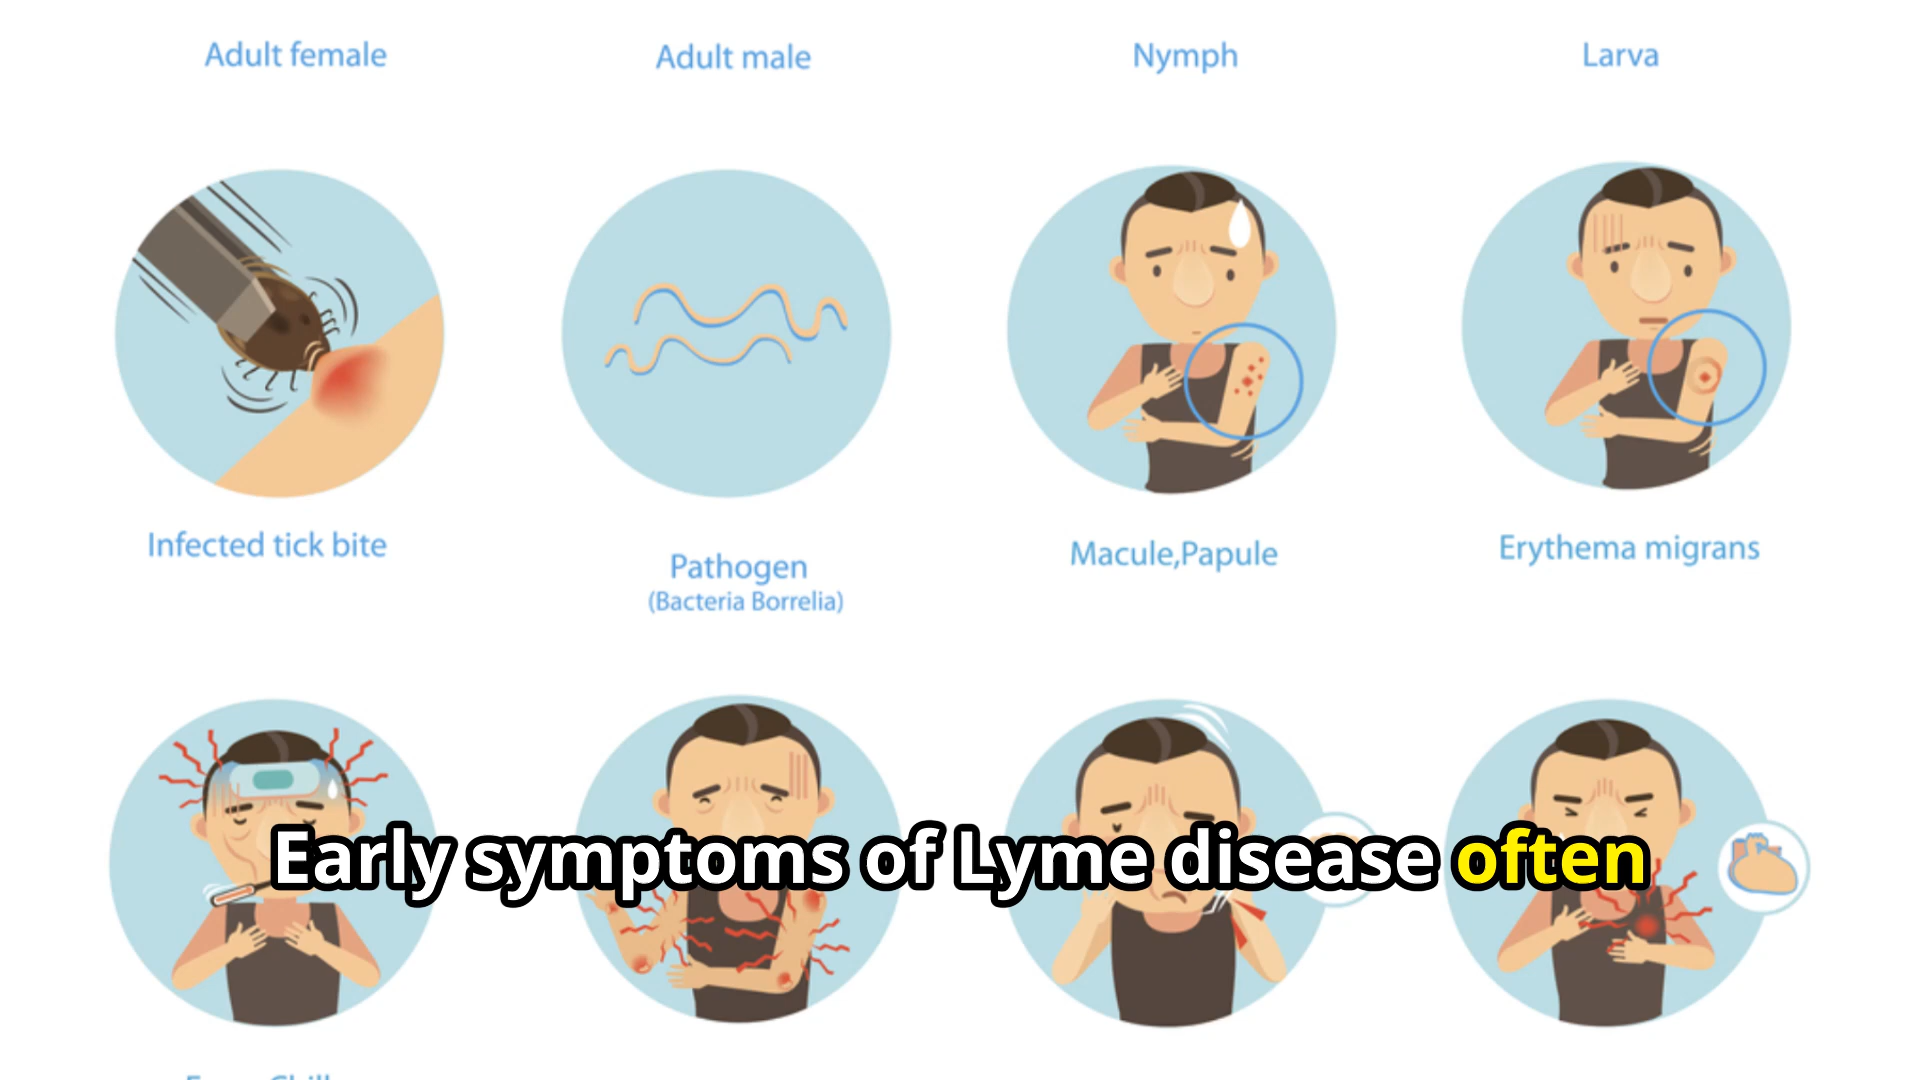 Adult female
Adult male
Nymph
Larva
Infected tick bite
Pathogen
(Bacteria Borrelia)
Macule,Papule
Erythema migrans
Early symptoms of Lyme disease often